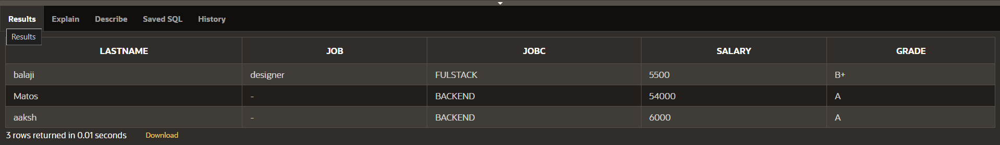 Results Explain Describe Saved SQL History
Results
LASTNAME JOB JOBC SALARY GRADE
balaji designer FULSTACK 5500 B+
Matos - BACKEND 54000 A
aaksh - BACKEND 6000 A
3 rows returned in 0.01 seconds Download